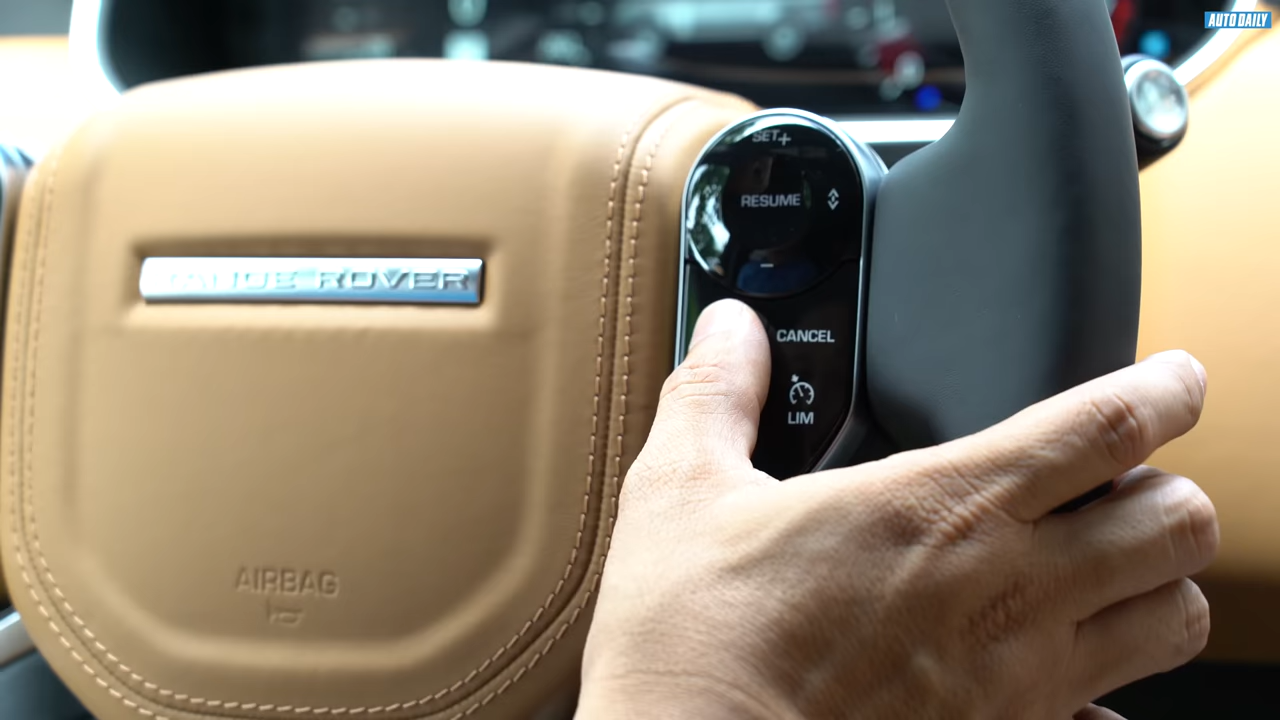 AUTO DAILY
SET+
RESUME
RANGE ROVER
CANCEL
LIM
AIRBAG